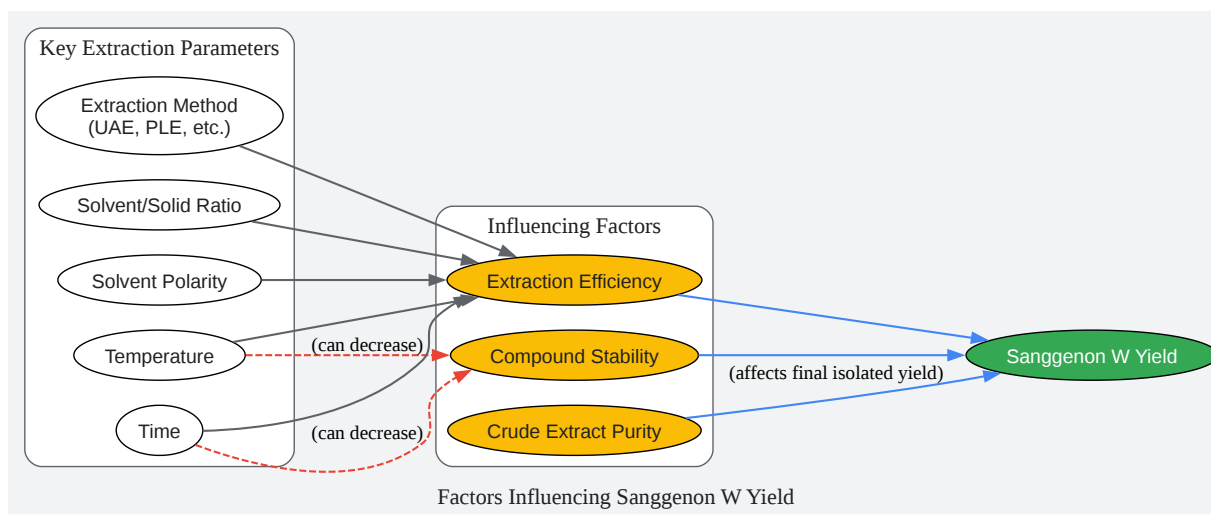 Key Extraction Parameters
Extraction Method
(UAE, PLE, etc.)
Solvent/Solid Ratio
Solvent Polarity
Temperature
Time
(can decrease)
(can decrease)
Influencing Factors
Extraction Efficiency
Compound Stability
Crude Extract Purity
(affects final isolated yield)
Sanggenon W Yield
Factors Influencing Sanggenon W Yield